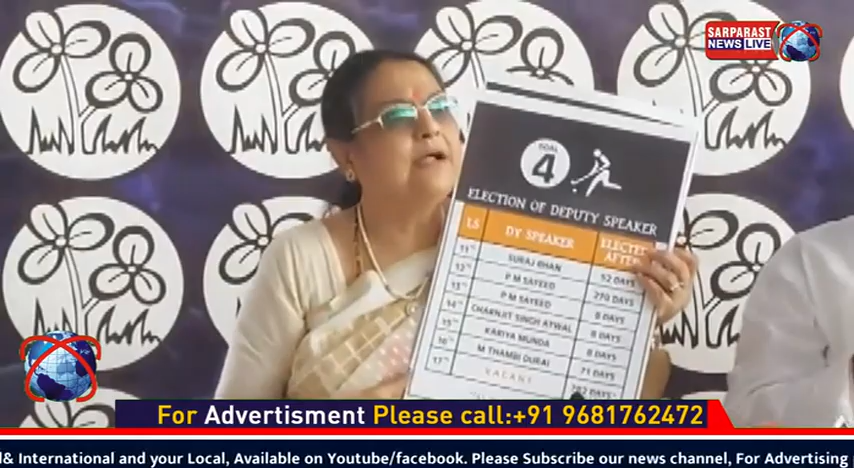 SARPARAST
NEWS LIVE
GOAL
4
ELECTION OF DEPUTY SPEAKER
LS DY SPEAKER ELECTED AFTER
11TH SURAJ BHAN 52 DAYS
12TH P M SAYEED 270 DAYS
13TH P M SAYEED 8 DAYS
14TH CHARNJIT SINGH ATWAL 8 DAYS
15TH KARIYA MUNDA 8 DAYS
16TH M THAMBI DURAI 71 DAYS
17TH VACANT
For Advertisment Please call:+91 9681762472
l& International and your Local, Available on Youtube/facebook. Please Subscribe our news channel, For Advertising